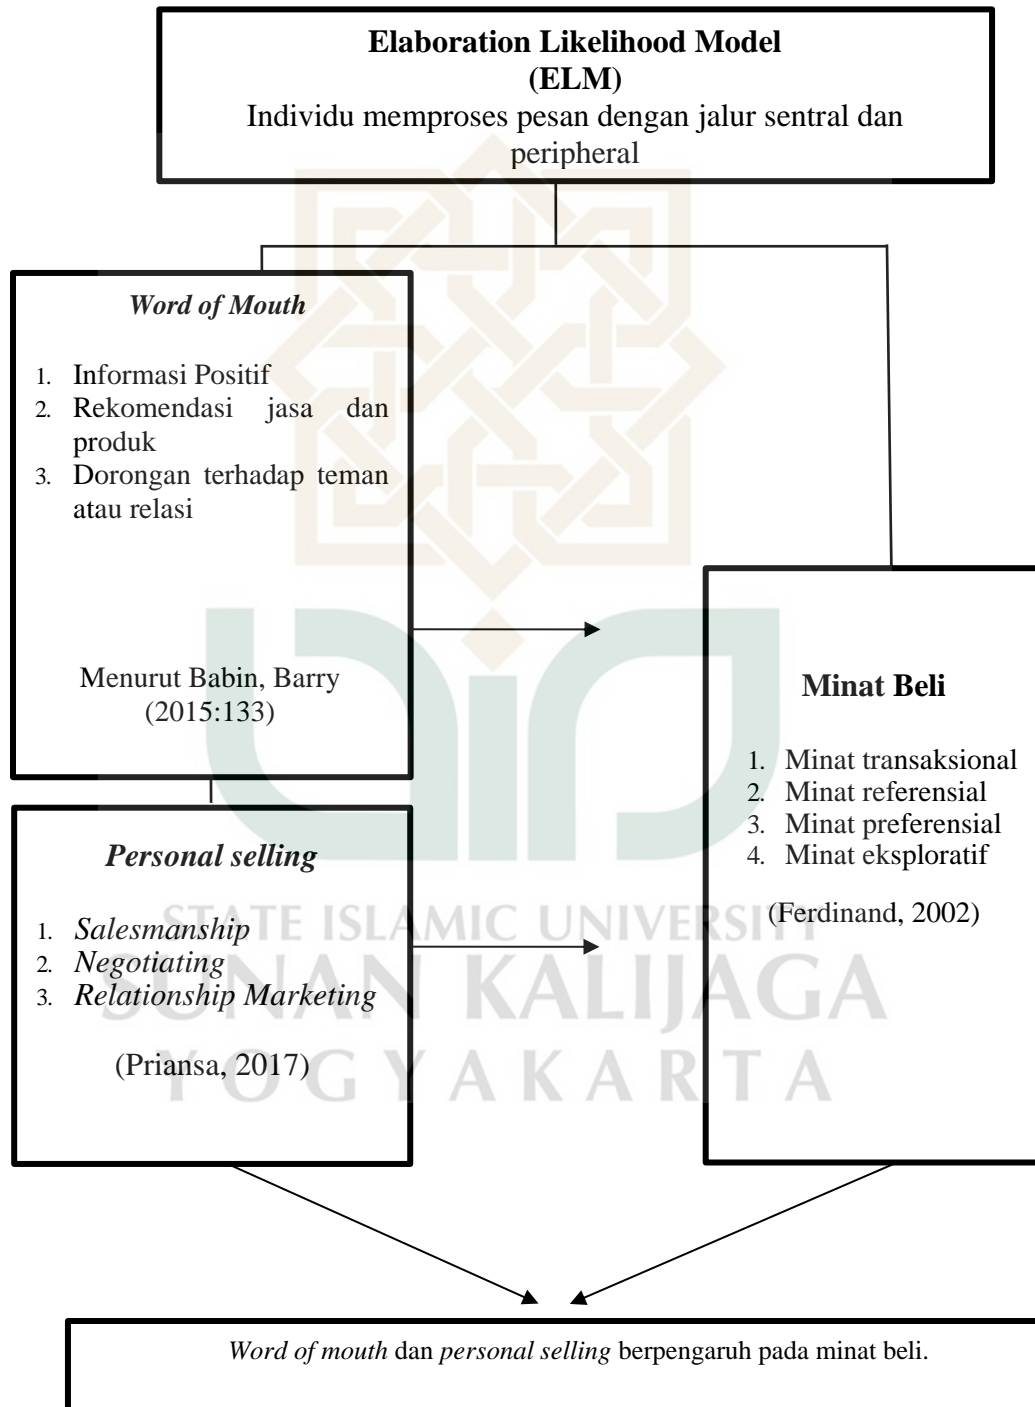 Elaboration Likelihood Model
(ELM)
Individu memproses pesan dengan jalur sentral dan
peripheral
Word of Mouth
1. Informasi Positif
2. Rekomendasi jasa dan
produk
3. Dorongan terhadap teman
atau relasi
Menurut Babin, Barry
(2015:133)
Personal selling
1. Salesmanship
2. Negotiating
3. Relationship Marketing
(Priansa, 2017)
Minat Beli
1. Minat transaksional
2. Minat referensial
3. Minat preferensial
4. Minat eksploratif
(Ferdinand, 2002)
STATE ISLAMIC UNIVERSITY
SUNAN KALIJAGA
YOGYAKARTA
Word of mouth dan personal selling berpengaruh pada minat beli.